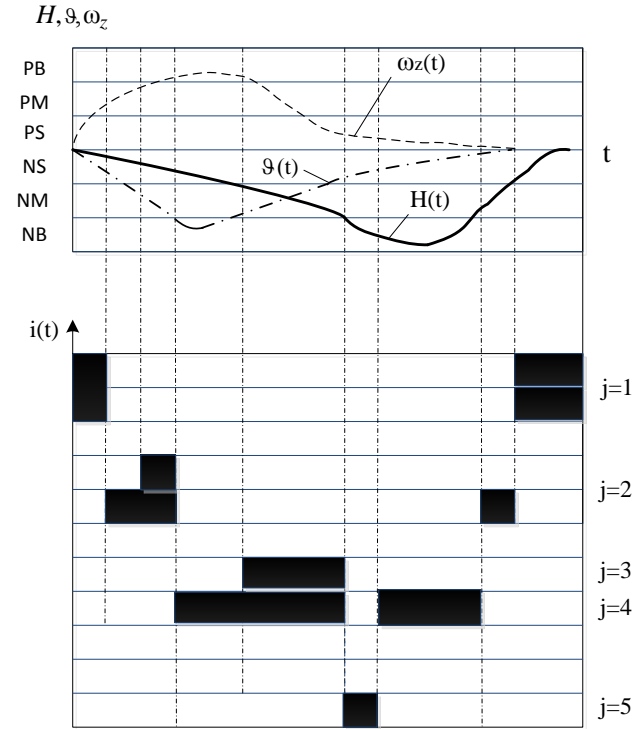 H, ϑ, ω_z
PB
PM
PS
NS
NM
NB
ωz(t)
ϑ(t)
H(t)
t
i(t)
j=1
j=2
j=3
j=4
j=5